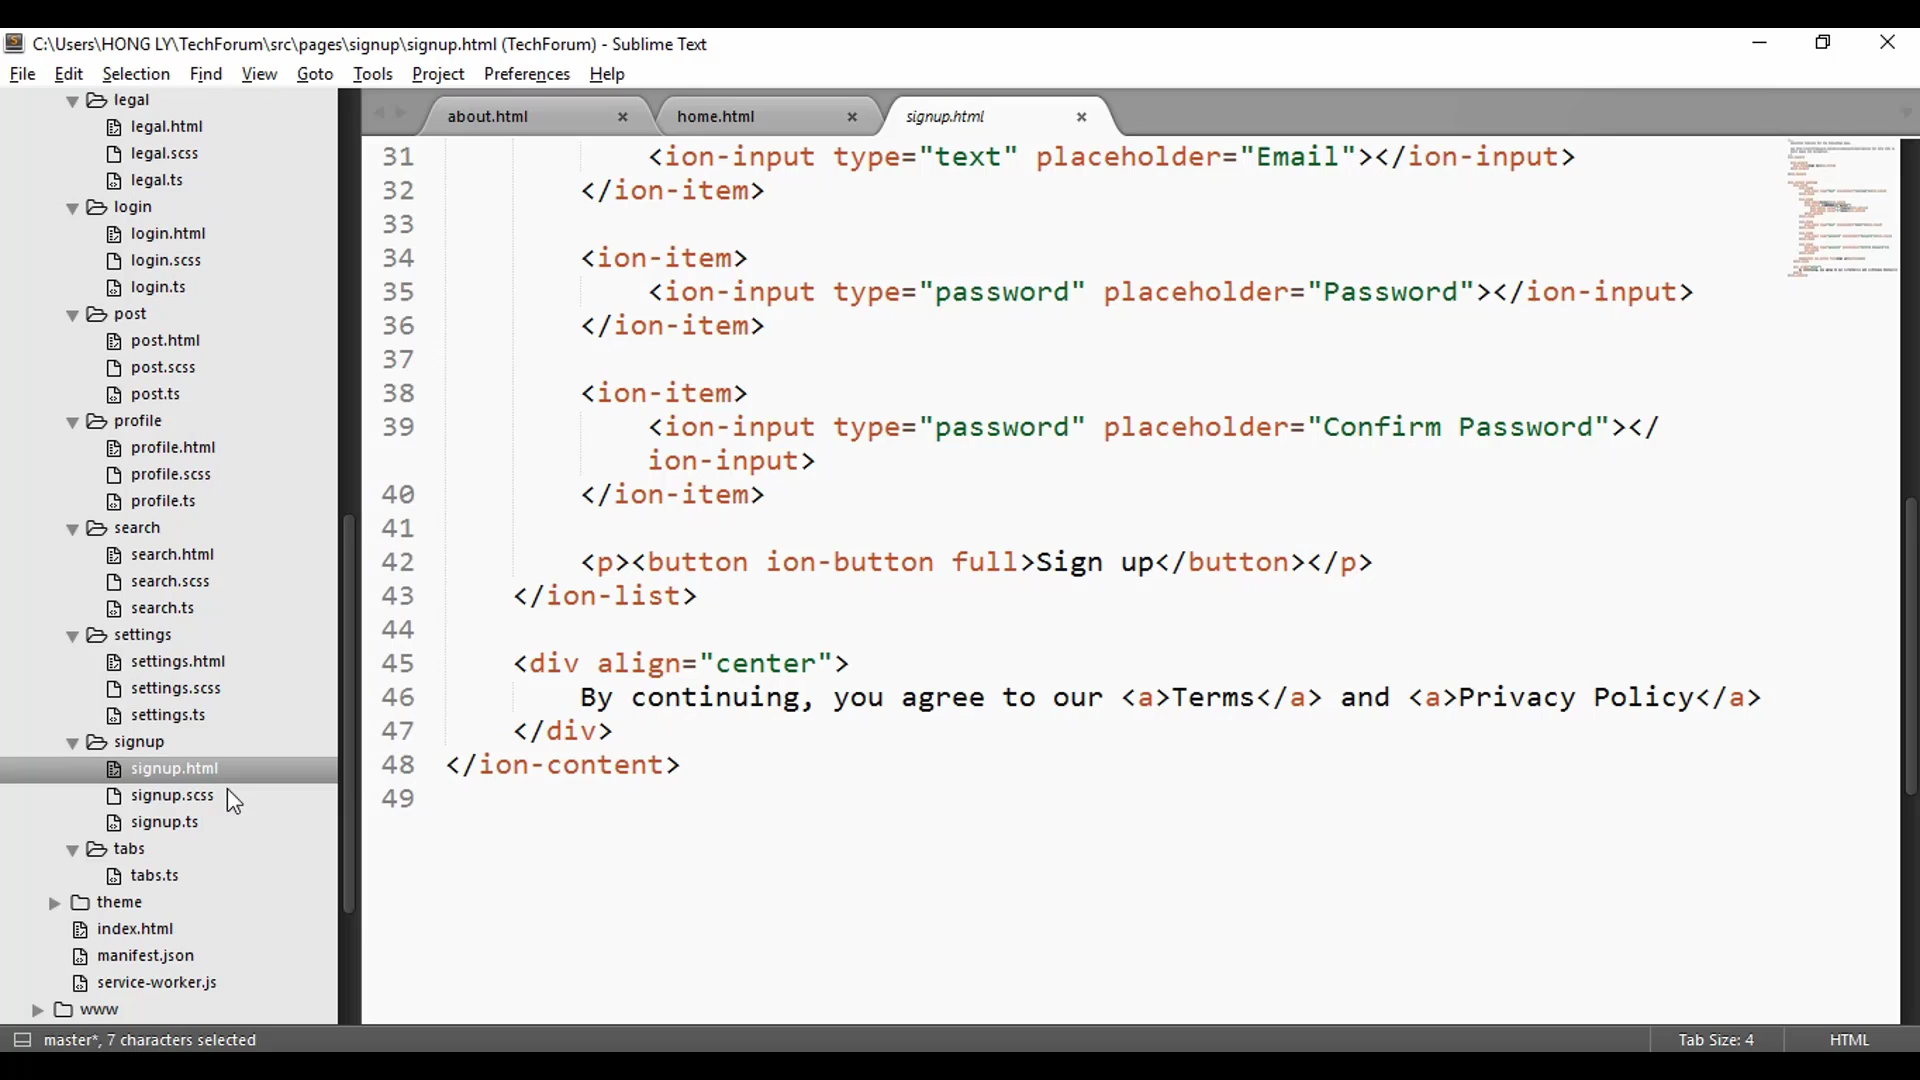 C:\Users\HONG LY\TechForum\src\pages\signup\signup.html (TechForum) - Sublime Text
File Edit Selection Find View Goto Tools Project Preferences Help
legal
legal.html
legal.scss
legal.ts
login
login.html
login.scss
login.ts
post
post.html
post.scss
post.ts
profile
profile.html
profile.scss
profile.ts
search
search.html
search.scss
search.ts
settings
settings.html
settings.scss
settings.ts
signup
signup.html
signup.scss
signup.ts
tabs
tabs.ts
theme
index.html
manifest.json
service-worker.js
www
about.html home.html signup.html
31 <ion-input type="text" placeholder="Email"></ion-input>
32 </ion-item>
33
34 <ion-item>
35 <ion-input type="password" placeholder="Password"></ion-input>
36 </ion-item>
37
38 <ion-item>
39 <ion-input type="password" placeholder="Confirm Password"></
ion-input>
40 </ion-item>
41
42 <p><button ion-button full>Sign up</button></p>
43 </ion-list>
44
45 <div align="center">
46 By continuing, you agree to our <a>Terms</a> and <a>Privacy Policy</a>
47 </div>
48 </ion-content>
49
master*, 7 characters selected
Tab Size: 4
HTML